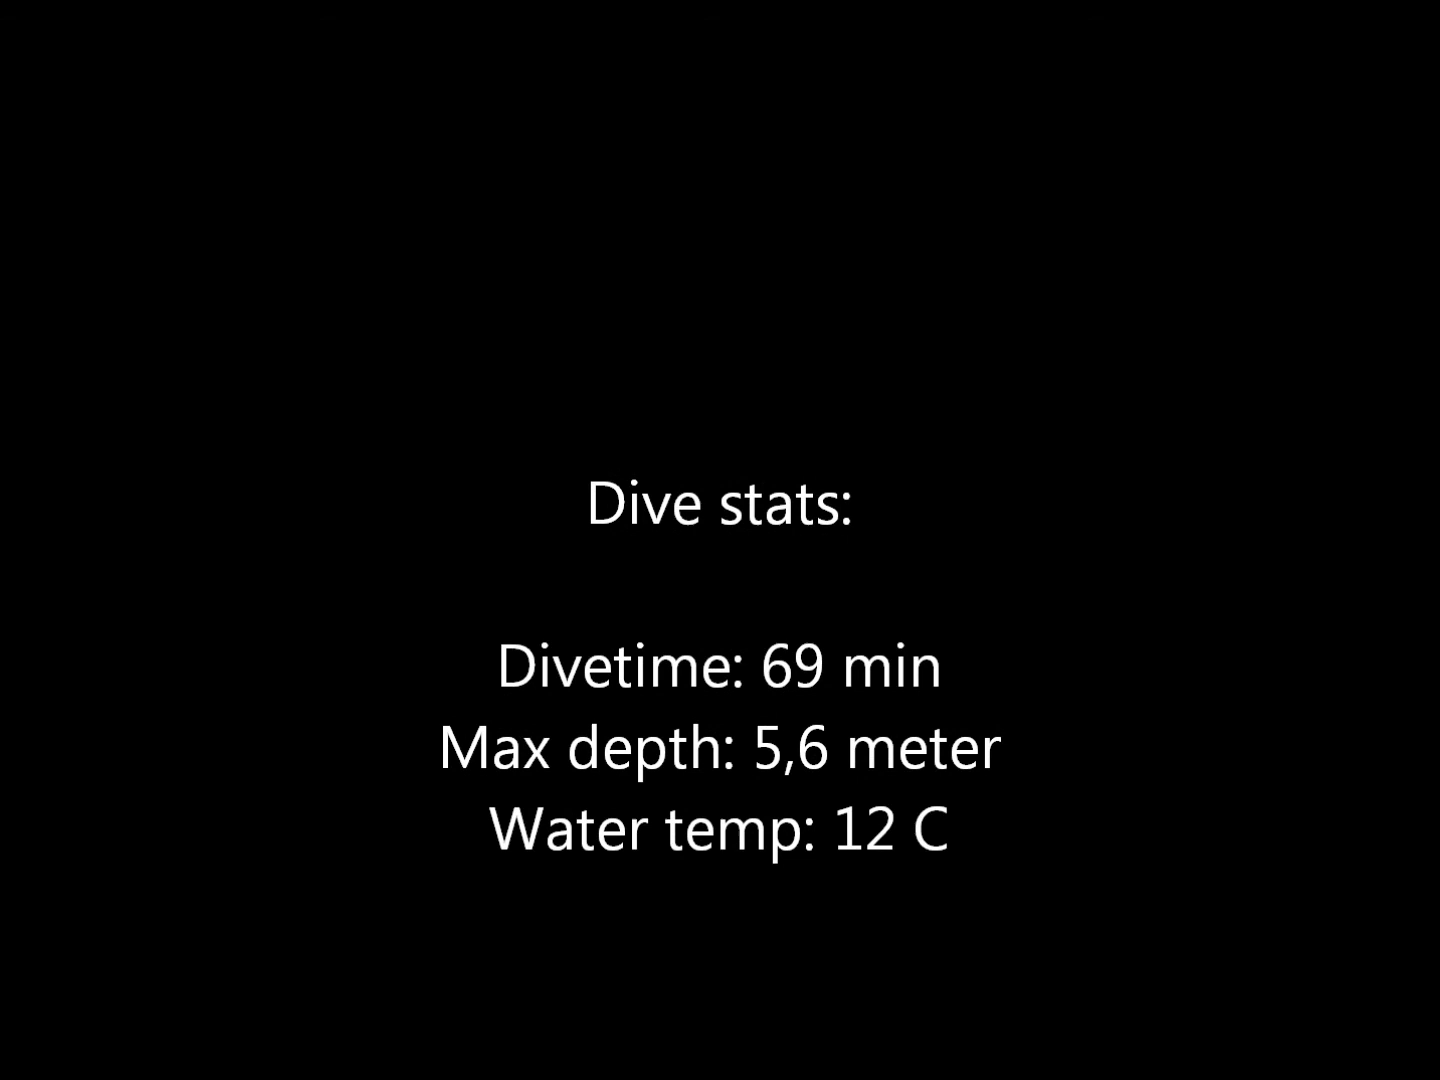 Dive stats:
Divetime: 69 min
Max depth: 5,6 meter
Water temp: 12 C